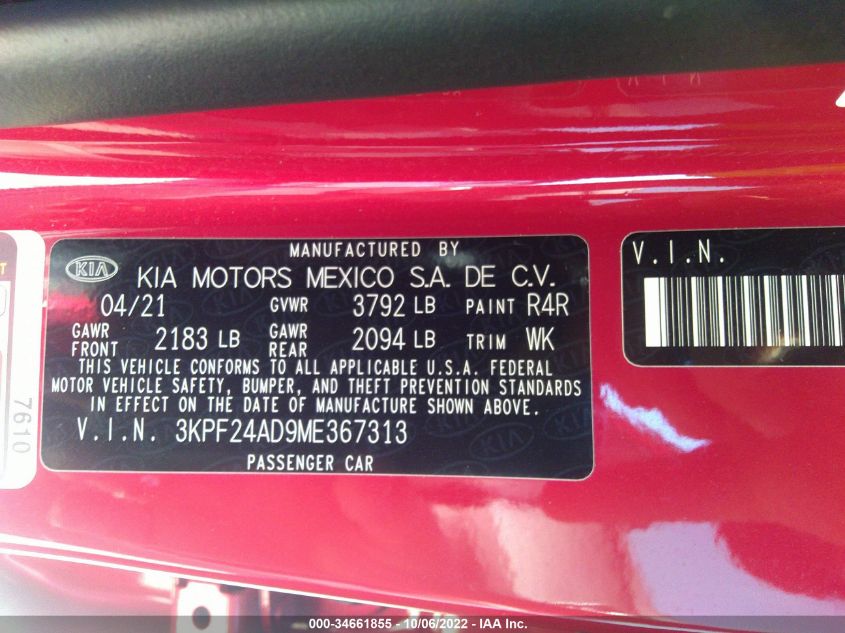 MANUFACTURED BY
KIA KIA MOTORS MEXICO S.A. DE C.V.
04/21 GVWR 3792 LB PAINT R4R
GAWR FRONT 2183 LB GAWR REAR 2094 LB TRIM WK
THIS VEHICLE CONFORMS TO ALL APPLICABLE U.S.A. FEDERAL
MOTOR VEHICLE SAFETY, BUMPER, AND THEFT PREVENTION STANDARDS
IN EFFECT ON THE DATE OF MANUFACTURE SHOWN ABOVE.
V.I.N. 3KPF24AD9ME367313
PASSENGER CAR
V.I.N.
7610
000-34661855 - 10/06/2022 - IAA Inc.